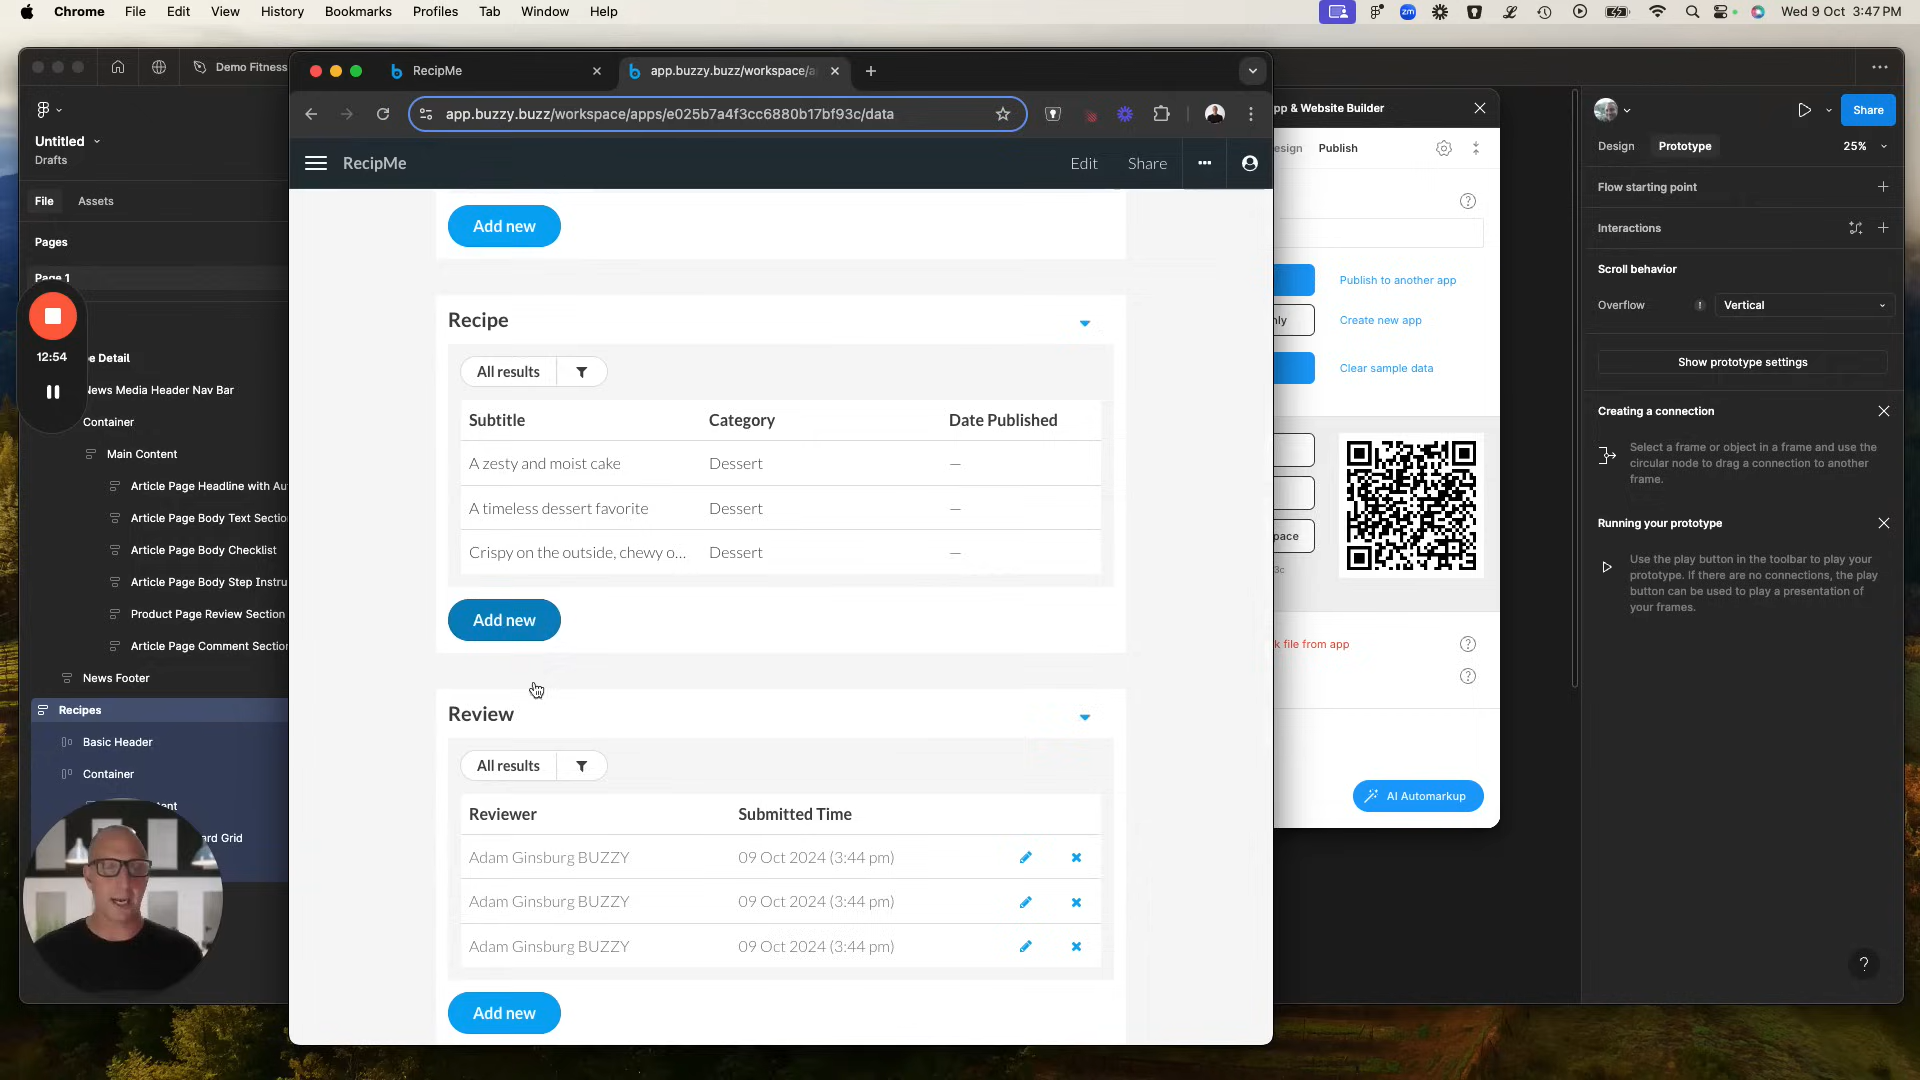 Chrome File Edit View History Bookmarks Profiles Tab Window Help
zm
Wed 9 Oct 3:47 PM
Demo Fitness
RecipMe
app.buzzy.buzz/workspace/a
app.buzzy.buzz/workspace/apps/e025b7a4f3cc6880b17bf93c/data
RecipMe
Edit
Share
Untitled
Drafts
File Assets
Pages
Page 1
12:54
e Detail
News Media Header Nav Bar
Container
Main Content
Article Page Headline with Au
Article Page Body Text Sectio
Article Page Body Checklist
Article Page Body Step Instru
Product Page Review Section
Article Page Comment Section
News Footer
Recipes
Basic Header
Container
ent
ard Grid
Add new
Recipe
All results
Subtitle Category Date Published
A zesty and moist cake Dessert —
A timeless dessert favorite Dessert —
Crispy on the outside, chewy o... Dessert —
Add new
Review
All results
Reviewer Submitted Time
Adam Ginsburg BUZZY 09 Oct 2024 (3:44 pm)
Adam Ginsburg BUZZY 09 Oct 2024 (3:44 pm)
Adam Ginsburg BUZZY 09 Oct 2024 (3:44 pm)
Add new
pp & Website Builder
esign Publish
Publish to another app
nly
Create new app
Clear sample data
pace
3c
k file from app
AI Automarkup
Share
Design Prototype 25%
Flow starting point
Interactions
Scroll behavior
Overflow Vertical
Show prototype settings
Creating a connection
Select a frame or object in a frame and use the
circular node to drag a connection to another
frame.
Running your prototype
Use the play button in the toolbar to play your
prototype. If there are no connections, the play
button can be used to play a presentation of
your frames.
?